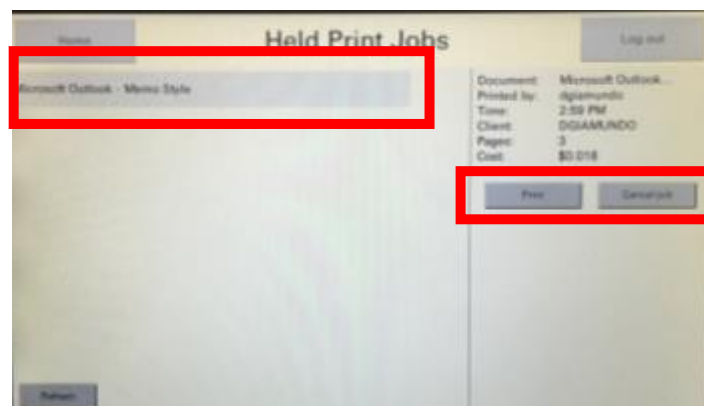 Home
Held Print Jobs
Log out
Microsoft Outlook - Memo Style
Document: Microsoft Outlook...
Printed by: dgiamundo
Time: 2:59 PM
Client: DGIAMUNDO
Pages: 3
Cost: $0.018
Print
Cancel job